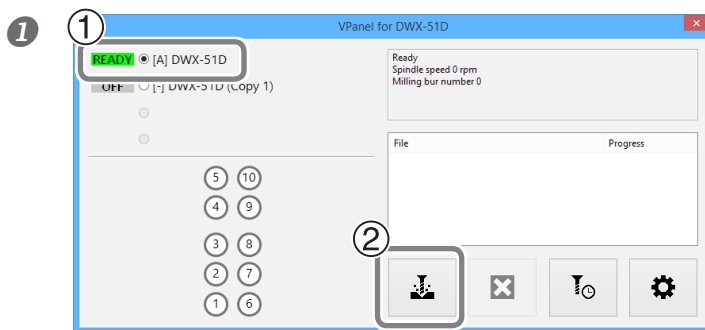 1
1
VPanel for DWX-51D
READY [A] DWX-51D
OFF [-] DWX-51D (Copy 1)
Ready
Spindle speed 0 rpm
Milling bur number 0
File Progress
5 10
4 9
3 8
2 7
1 6
2